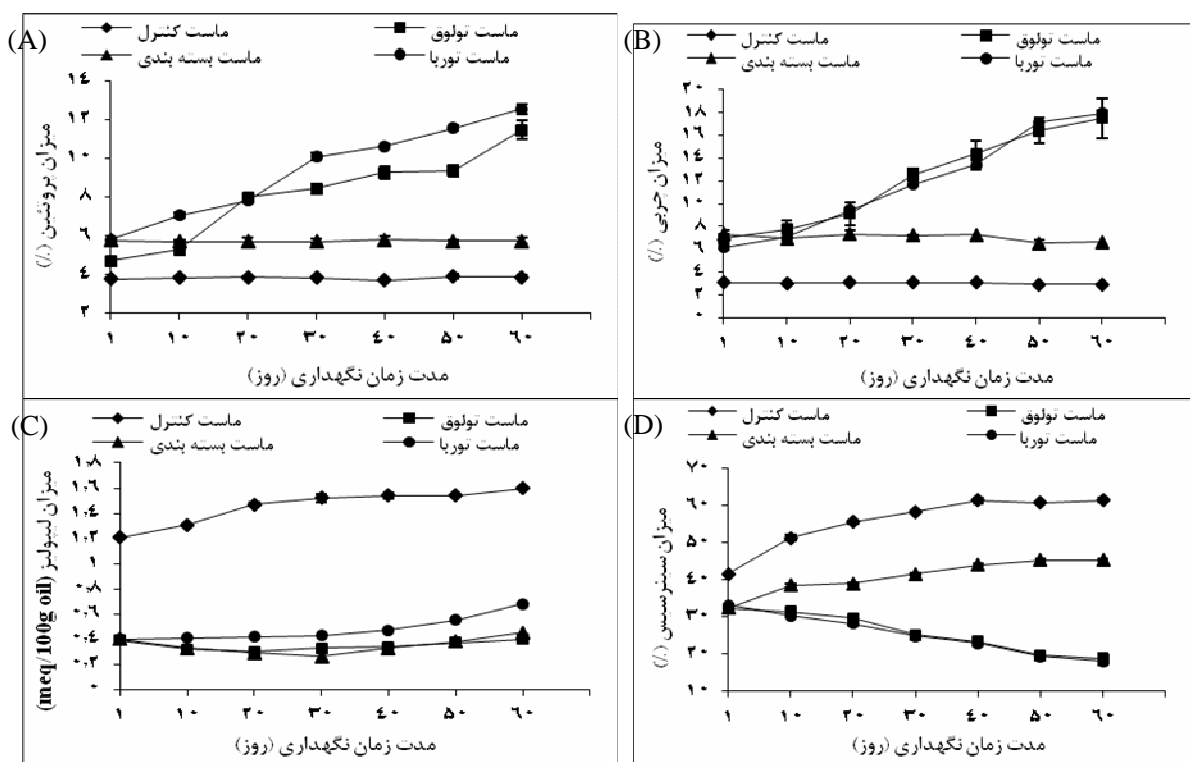 (A)
ماست کنترل ماست تولوق
ماست بسته بندی ماست توربا
۱۴
۱۲
۱۰
۸
۶
۴
۲
میزان پروتئین (٪)
۱ ۱۰ ۲۰ ۳۰ ۴۰ ۵۰ ۶۰
مدت زمان نگهداری (روز)
(B)
ماست کنترل ماست تولوق
ماست بسته بندی ماست توربا
۲۰
۱۸
۱۶
۱۴
۱۲
۱۰
۸
۶
۴
۲
۰
میزان چربی (٪)
۱ ۱۰ ۲۰ ۳۰ ۴۰ ۵۰ ۶۰
مدت زمان نگهداری (روز)
(C)
ماست کنترل ماست تولوق
ماست بسته بندی ماست توربا
۱٫۸
۱٫۶
۱٫۴
۱٫۲
۱
۰٫۸
۰٫۶
۰٫۴
۰٫۲
۰
میزان لیپولیز (meq/100g oil)
۱ ۱۰ ۲۰ ۳۰ ۴۰ ۵۰ ۶۰
مدت زمان نگهداری (روز)
(D)
ماست کنترل ماست تولوق
ماست بسته بندی ماست توربا
۷۰
۶۰
۵۰
۴۰
۳۰
۲۰
۱۰
میزان سینرسیس (٪)
۱ ۱۰ ۲۰ ۳۰ ۴۰ ۵۰ ۶۰
مدت زمان نگهداری (روز)